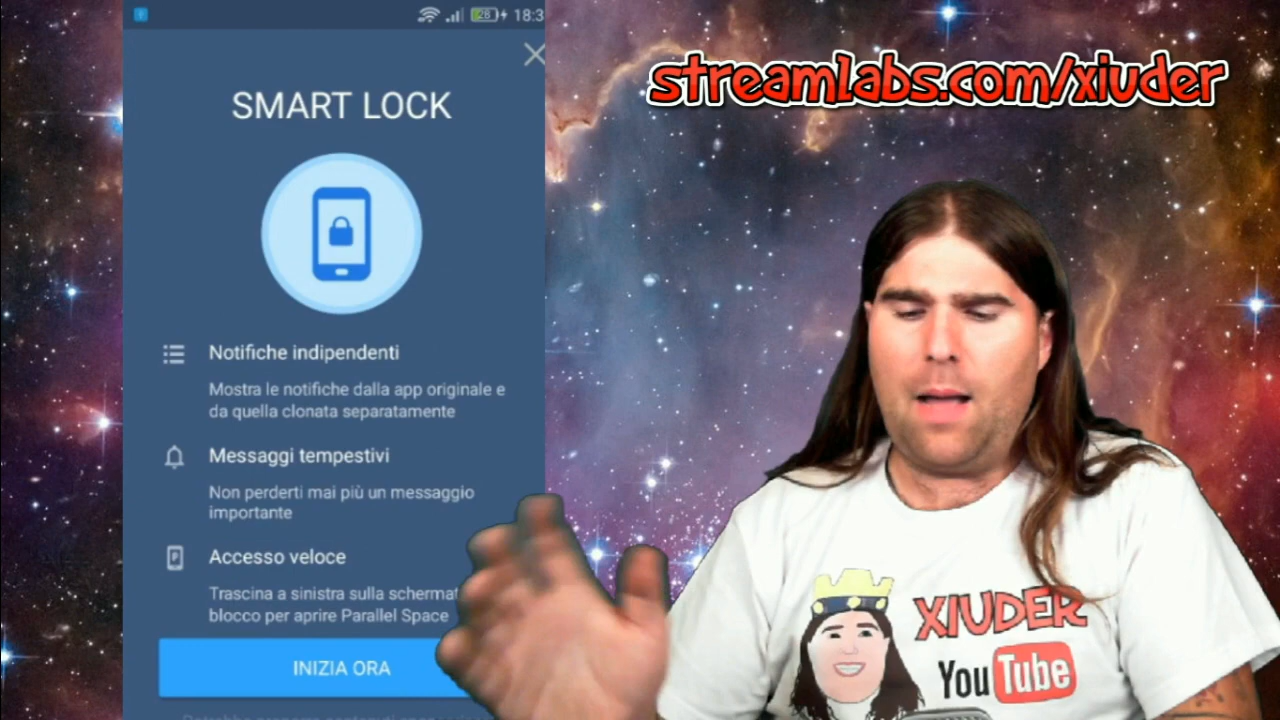 28 18:3
streamlabs.com/xiuder
SMART LOCK
Notifiche indipendenti
Mostra le notifiche dalla app originale e
da quella clonata separatamente
Messaggi tempestivi
Non perderti mai più un messaggio
importante
Accesso veloce
Trascina a sinistra sulla schermat
blocco per aprire Parallel Space
INIZIA ORA
XIUDER
YouTube